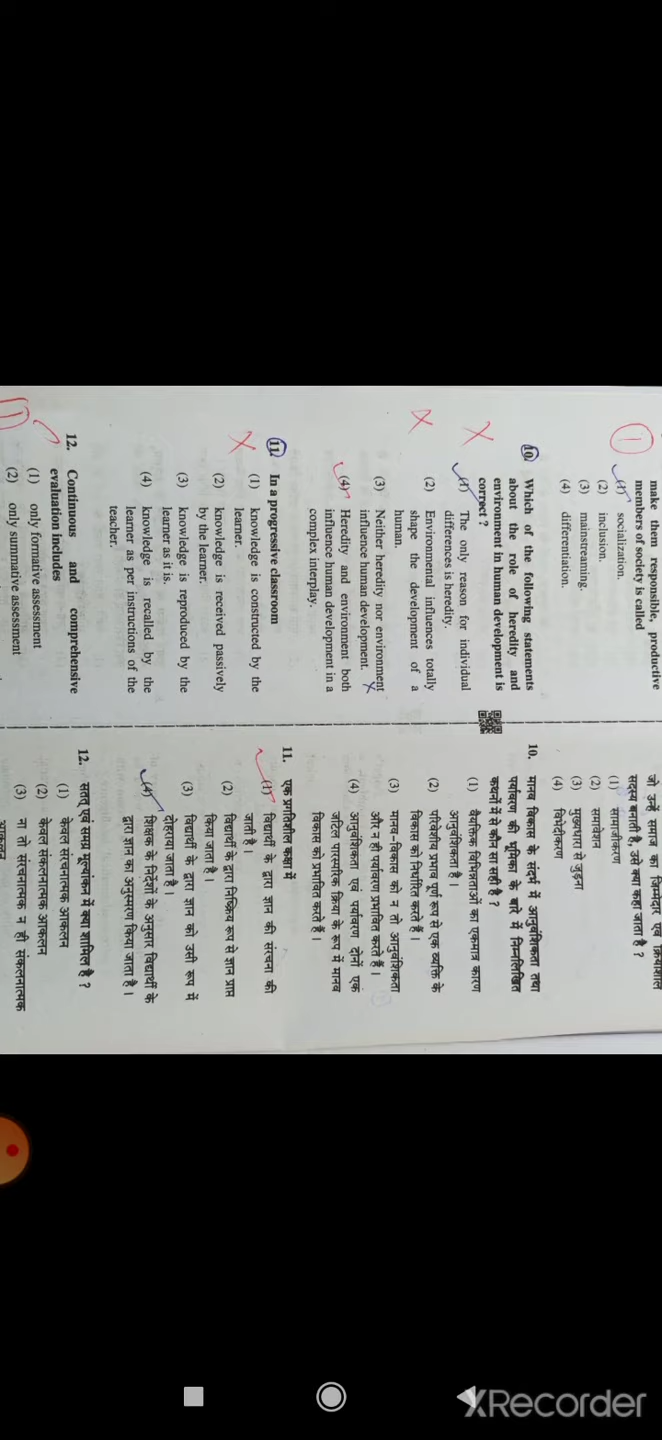 make them responsible, productive
members of society is called
(1) socialization.
(2) inclusion.
(3) mainstreaming.
(4) differentiation.
10. Which of the following statements
about the role of heredity and
environment in human development is
correct ?
(1) The only reason for individual
differences is heredity.
(2) Environmental influences totally
shape the development of a
human.
(3) Neither heredity nor environment
influence human development.
(4) Heredity and environment both
influence human development in a
complex interplay.
11. In a progressive classroom
(1) knowledge is constructed by the
learner.
(2) knowledge is received passively
by the learner.
(3) knowledge is reproduced by the
learner as it is.
(4) knowledge is recalled by the
learner as per instructions of the
teacher.
12. Continuous and comprehensive
evaluation includes
(1) only formative assessment
(2) only summative assessment
जो उन्हें समाज का जिम्मेदार एवं क्रियाशील
सदस्य बनाती है, उसे क्या कहा जाता है ?
(1) सामाजीकरण
(2) समावेशन
(3) मुख्यधारा से जुड़ना
(4) विभेदीकरण
10. मानव विकास के संदर्भ में आनुवंशिकता तथा
पर्यावरण की भूमिका के बारे में निम्नलिखित
कथनों में से कौन सा सही है ?
(1) वैयक्तिक विभिन्नताओं का एकमात्र कारण
आनुवंशिकता है ।
(2) परिवेशीय प्रभाव पूर्ण रूप से एक व्यक्ति के
विकास को निर्धारित करते हैं ।
(3) मानव-विकास को न तो आनुवंशिकता
और न ही पर्यावरण प्रभावित करते हैं ।
(4) आनुवंशिकता एवं पर्यावरण दोनों एक
जटिल पारस्परिक क्रिया के रूप में मानव
विकास को प्रभावित करते हैं ।
11. एक प्रगतिशील कक्षा में
(1) विद्यार्थी के द्वारा ज्ञान की संरचना की
जाती है ।
(2) विद्यार्थी के द्वारा निष्क्रिय रूप से ज्ञान प्राप्त
किया जाता है ।
(3) विद्यार्थी के द्वारा ज्ञान को उसी रूप में
दोहराया जाता है ।
(4) शिक्षक के निर्देशों के अनुसार विद्यार्थी के
द्वारा ज्ञान का अनुस्मरण किया जाता है ।
12. सतत् एवं समग्र मूल्यांकन में क्या शामिल है ?
(1) केवल संरचनात्मक आकलन
(2) केवल संकलनात्मक आकलन
(3) ना तो संरचनात्मक न ही संकलनात्मक
आकलन
XRecorder